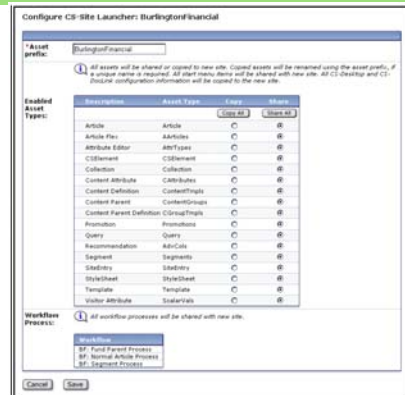 Configure CS-Site Launcher: BurlingtonFinancial
*Asset prefix: BurlingtonFinancial
All assets will be shared or copied to new site. Copied assets will be renamed using the asset prefix, if a unique name is required. All start menu items will be shared with new site. All CS-Desktop and CS-DocLink configuration information will be copied to the new site.
Enabled Asset Types:
Description Asset Type Copy Share
Copy All Share All
Article Article
Article Flex AArticles
Attribute Editor AttrTypes
CSElement CSElement
Collection Collection
Content Attribute CAttributes
Content Definition ContentTmpls
Content Parent ContentGroups
Content Parent Definition CGroupTmpls
Promotion Promotions
Query Query
Recommendation AdvCols
Segment Segments
SiteEntry SiteEntry
StyleSheet StyleSheet
Template Template
Visitor Attribute ScalarVals
Workflow Process:
All workflow processes will be shared with new site.
Workflow
BF: Fund Parent Process
BF: Normal Article Process
BF: Segment Process
Cancel Save